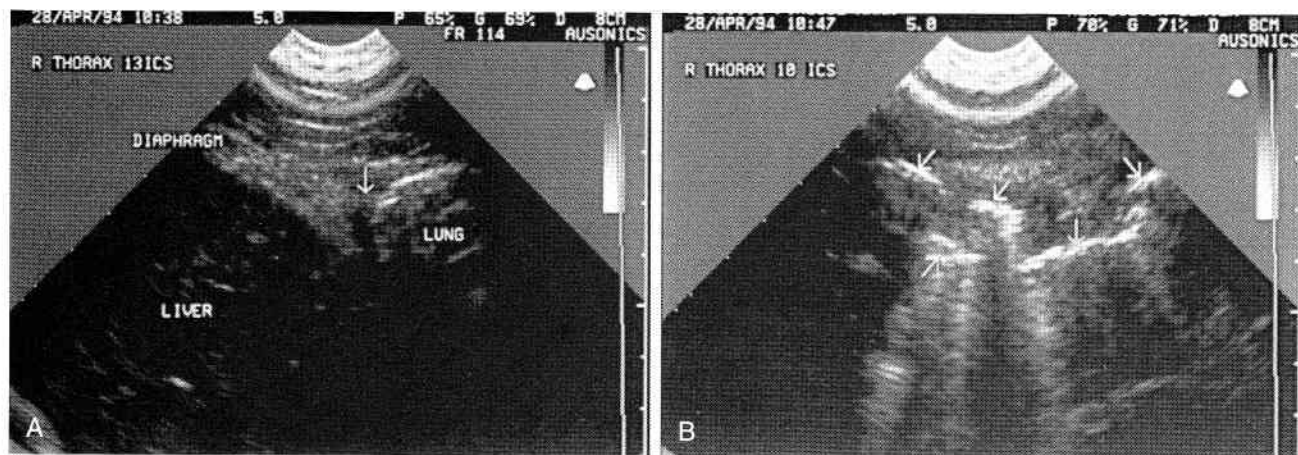 28/APR/94 10:38 5.0 P 65% G 69% D 8CM
FR 114 AUSONICS
R THORAX 13ICS
DIAPHRAGM
LUNG
LIVER
A
28/APR/94 10:47 5.0 P 70% G 71% D 8CM
AUSONICS
R THORAX 10 ICS
B